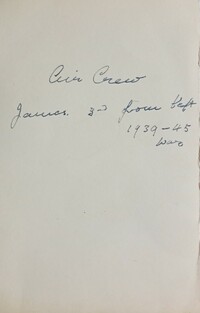 Air Crew
James 3rd from left
1939-45
War